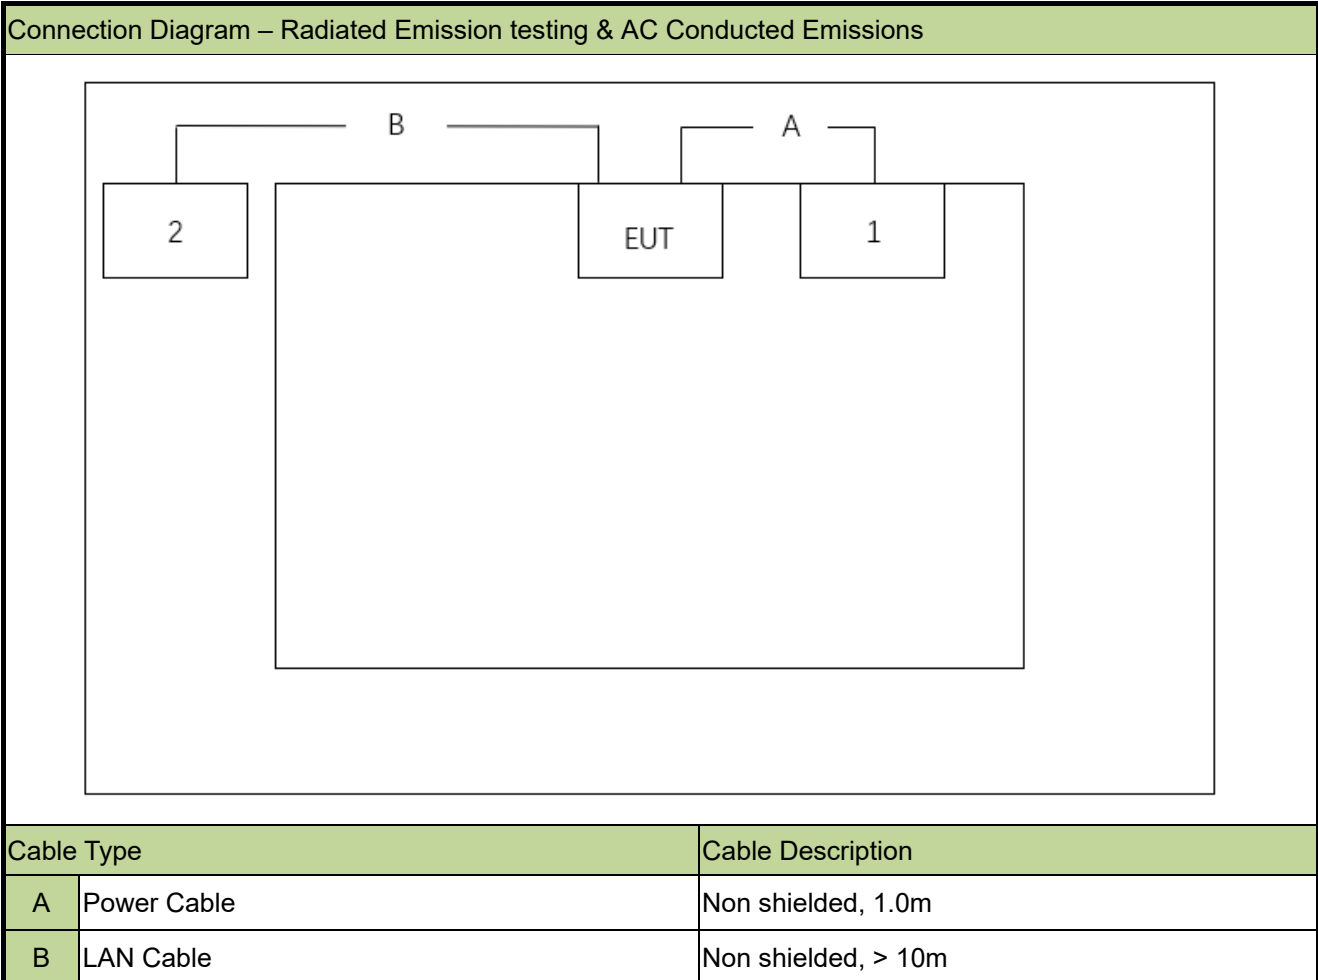 Connection Diagram – Radiated Emission testing & AC Conducted Emissions
B A
2 EUT 1
Cable Type Cable Description
A Power Cable Non shielded, 1.0m
B LAN Cable Non shielded, > 10m